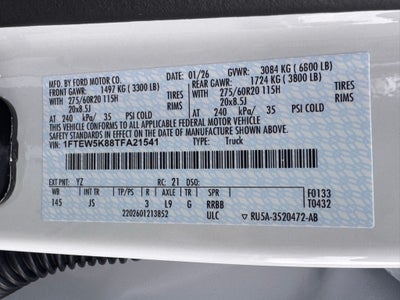 MFD. BY FORD MOTOR CO. 01/26 GVWR: 3084 KG (6800 LB)
FRONT GAWR: 1497 KG (3300 LB) REAR GAWR: 1724 KG (3800 LB)
275/60R20 115H TIRES 275/60R20 115H TIRES
20x8.5J RIMS 20x8.5J RIMS
AT 240 kPa/ 35 PSI COLD AT 240 kPa/ 35 PSI COLD
THIS VEHICLE CONFORMS TO ALL APPLICABLE FEDERAL MOTOR VEHICLE
SAFETY STANDARDS IN EFFECT ON THE DATE OF MANUFACTURE SHOWN ABOVE.
VIN: 1FTEW5K88TFA21541 TYPE: Truck
F0133
T0432
EXT PNT: YZ RC: 21 DSO:
WB BRK INT TR TP/PS R AXLE TR SPR
145 JS 3 L9 G RRBB
2202601213852 ULC RU5A-3520472-AB